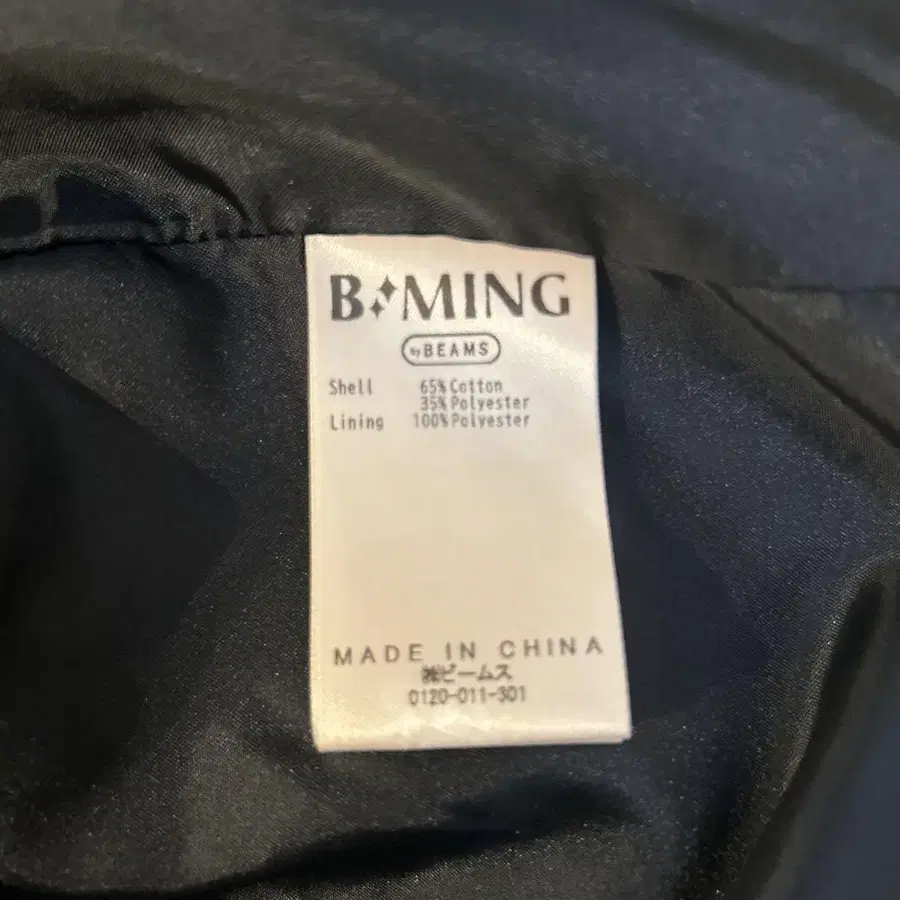 B MING
by BEAMS
Shell 65% Cotton
35% Polyester
Lining 100% Polyester
MADE IN CHINA
㈱ビームス
0120-011-301